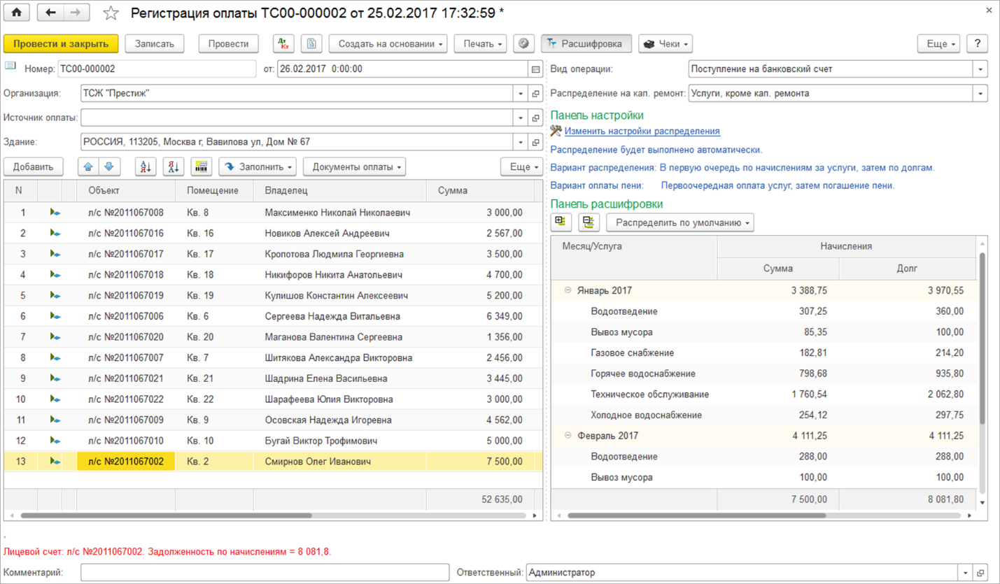 Регистрация оплаты ТС00-000002 от 25.02.2017 17:32:59 *
Провести и закрыть Записать Провести Дт Кт Создать на основании Печать Расшифровка Чеки Еще ?
Номер: ТС00-000002 от: 26.02.2017 0:00:00
Организация: ТСЖ "Престиж"
Источник оплаты:
Здание: РОССИЯ, 113205, Москва г, Вавилова ул, Дом № 67
Добавить Заполнить Документы оплаты Еще
N Объект Помещение Владелец Сумма
1 л/с №2011067008 Кв. 8 Максименко Николай Николаевич 3 000,00
2 л/с №2011067016 Кв. 16 Новиков Алексей Андреевич 2 567,00
3 л/с №2011067017 Кв. 17 Кропотова Людмила Георгиевна 3 500,00
4 л/с №2011067018 Кв. 18 Никифоров Никита Анатольевич 4 700,00
5 л/с №2011067019 Кв. 19 Кулишов Константин Алексеевич 5 200,00
6 л/с №2011067006 Кв. 6 Сергеева Надежда Витальевна 6 349,00
7 л/с №2011067020 Кв. 20 Маганова Валентина Сергеевна 1 356,00
8 л/с №2011067007 Кв. 7 Шитякова Александра Викторовна 2 456,00
9 л/с №2011067021 Кв. 21 Шадрина Елена Васильевна 3 445,00
10 л/с №2011067022 Кв. 22 Шарафеева Юлия Викторовна 3 000,00
11 л/с №2011067009 Кв. 9 Осовская Надежда Игоревна 4 562,00
12 л/с №2011067010 Кв. 10 Бугай Виктор Трофимович 5 000,00
13 л/с №2011067002 Кв. 2 Смирнов Олег Иванович 7 500,00
52 635,00
Вид операции: Поступление на банковский счет
Распределение на кап. ремонт: Услуги, кроме кап. ремонта
Панель настройки
Изменить настройки распределения
Распределение будет выполнено автоматически.
Вариант распределения: В первую очередь по начислениям за услуги, затем по долгам.
Вариант оплаты пени: Первоочередная оплата услуг, затем погашение пени.
Панель расшифровки
Распределить по умолчанию
Месяц/Услуга Начисления
Сумма Долг
Январь 2017 3 388,75 3 970,55
Водоотведение 307,25 360,00
Вывоз мусора 85,35 100,00
Газовое снабжение 182,81 214,20
Горячее водоснабжение 798,68 935,80
Техническое обслуживание 1 760,54 2 062,80
Холодное водоснабжение 254,12 297,75
Февраль 2017 4 111,25 4 111,25
Водоотведение 288,00 288,00
Вывоз мусора 100,00 100,00
7 500,00 8 081,80
,
Лицевой счет: л/с №2011067002. Задолженность по начислениям = 8 081,8.
Комментарий: Ответственный: Администратор